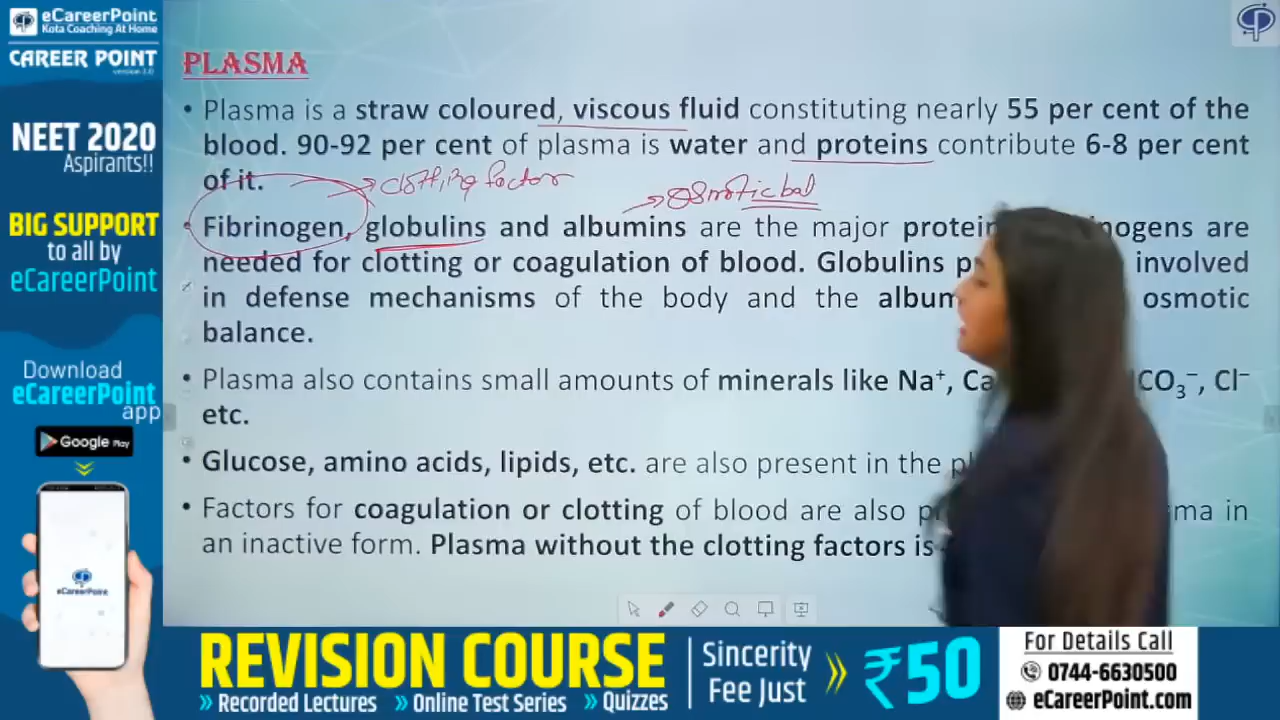 eCareerPoint
Kota Coaching At Home
CAREER POINT
version 2.0
NEET 2020
Aspirants!!
BIG SUPPORT
to all by
eCareerPoint
Download
eCareerPoint
app
Google Play
eCareerPoint
PLASMA
• Plasma is a straw coloured, viscous fluid constituting nearly 55 per cent of the
blood. 90-92 per cent of plasma is water and proteins contribute 6-8 per cent
of it.
clotting factor
osmotic bal
• Fibrinogen, globulins and albumins are the major are
needed for clotting or coagulation of blood. Globulins involved
in defense mechanisms of the body and the osmotic
balance.
• Plasma also contains small amounts of minerals like Na⁺, Cl⁻
etc.
• Glucose, amino acids, lipids, etc. are also present in the
• Factors for coagulation or clotting of blood are also in
an inactive form. Plasma without the clotting factors is
REVISION COURSE
» Recorded Lectures » Online Test Series » Quizzes
Sincerity
Fee Just
» ₹50
For Details Call
0744-6630500
eCareerPoint.com